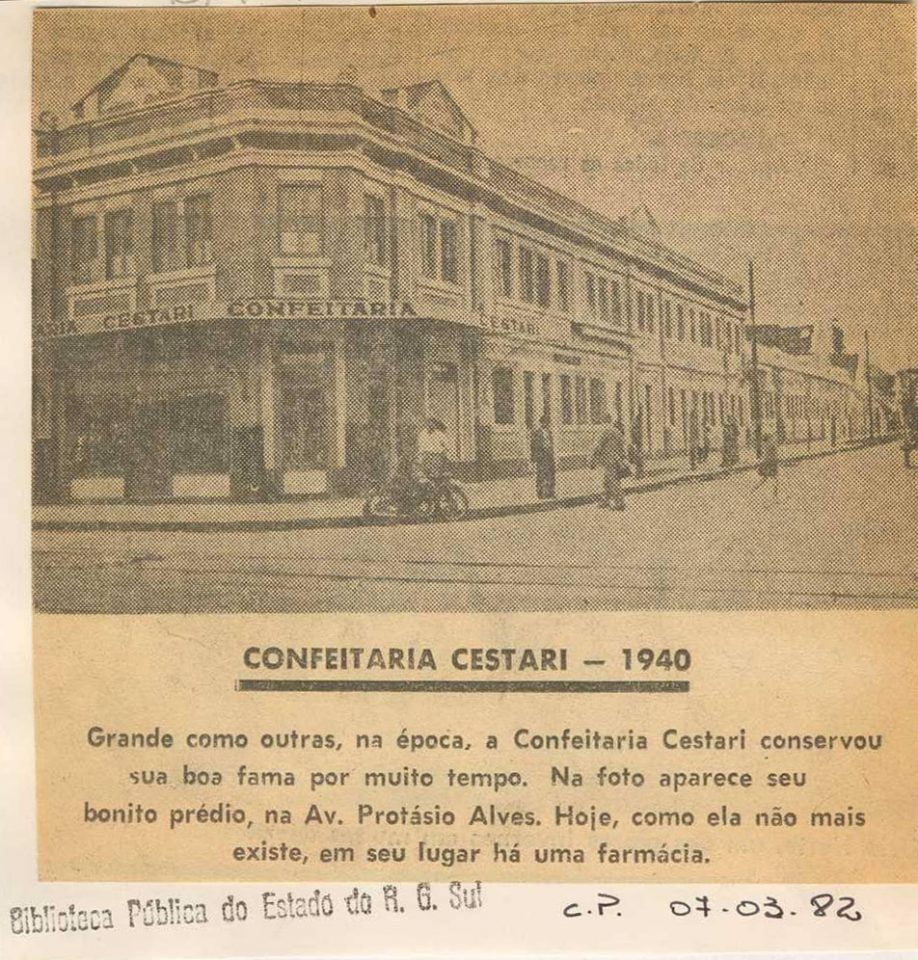 ARIA CESTARI CONFEITARIA CESTARI
CONFEITARIA CESTARI — 1940
Grande como outras, na época, a Confeitaria Cestari conservou
sua boa fama por muito tempo. Na foto aparece seu
bonito prédio, na Av. Protásio Alves. Hoje, como ela não mais
existe, em seu lugar há uma farmácia.
Biblioteca Pública do Estado do R. G. Sul
C.P. 07-03-82